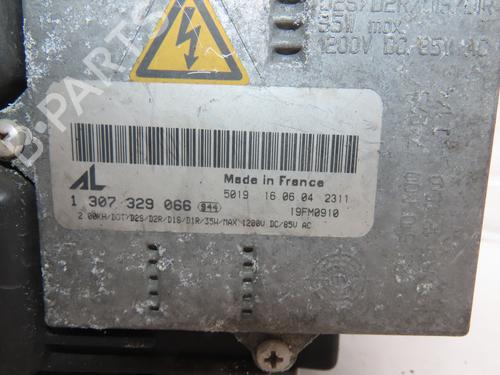 D2S/D2R/D1S/D1R
35W max.
1200V DC/85V AC
B-PARTS
Made in France
AL
5019 16 06 04 2311
1 307 329 066 844
19FM0910
2.00KH/DOT/D2S/D2R/D1S/D1R/35W/MAX 1200V DC/85V AC